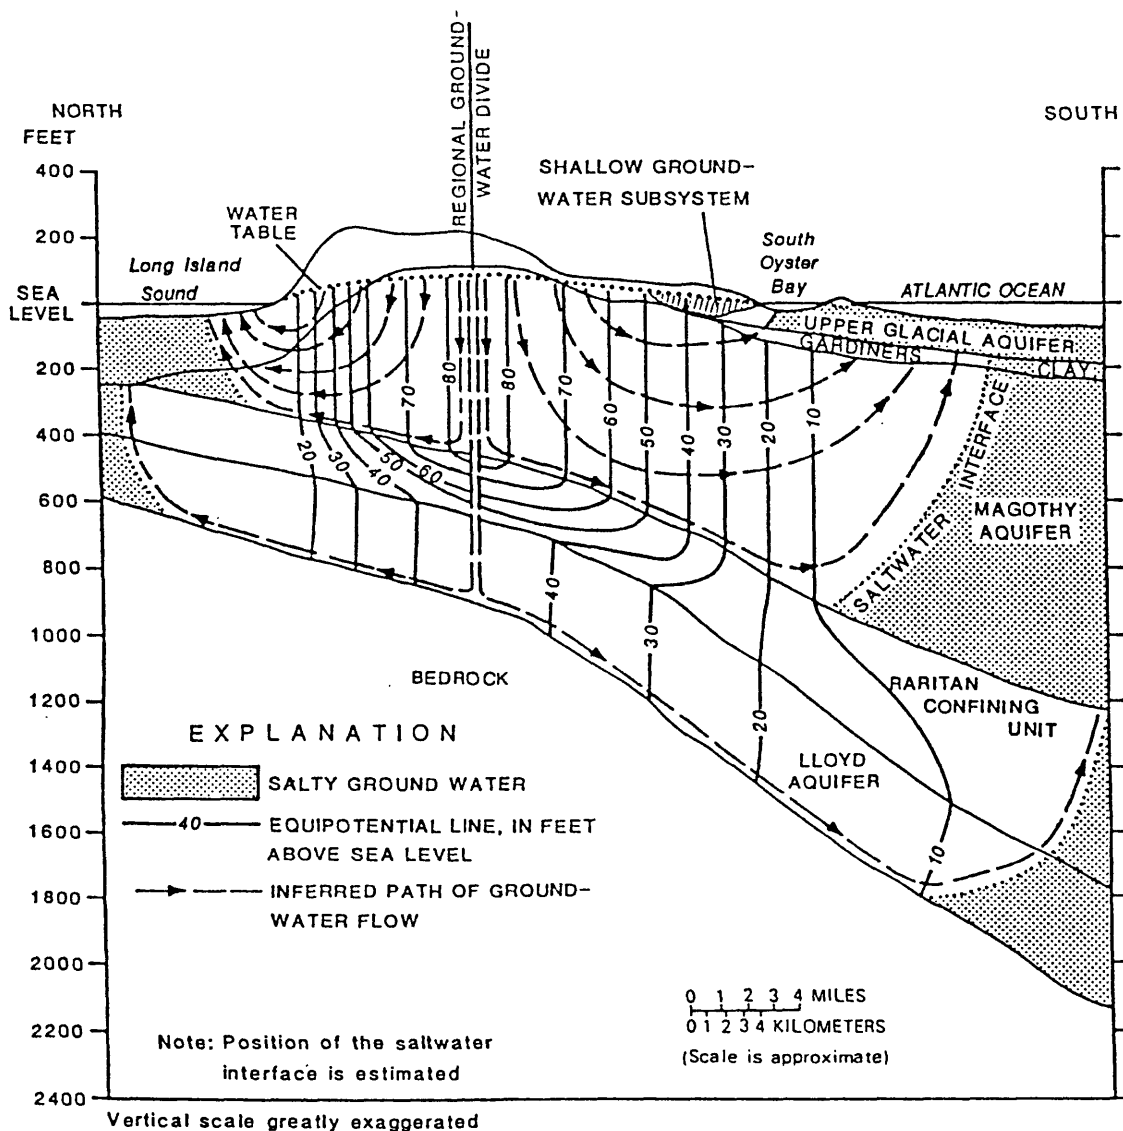 NORTH
FEET
SOUTH
REGIONAL GROUND-
WATER DIVIDE
400
200
SEA
LEVEL
200
400
600
800
1000
1200
1400
1600
1800
2000
2200
2400
WATER
TABLE
Long Island
Sound
SHALLOW GROUND-
WATER SUBSYSTEM
South
Oyster
Bay
ATLANTIC OCEAN
UPPER GLACIAL AQUIFER
GARDINERS
CLAY
70
80
80
70
60
50
40
30
20
10
20
30
40
50
60
40
30
20
10
SALTWATER INTERFACE
MAGOTHY
AQUIFER
RARITAN
CONFINING
UNIT
LLOYD
AQUIFER
BEDROCK
EXPLANATION
SALTY GROUND WATER
40
EQUIPOTENTIAL LINE, IN FEET
ABOVE SEA LEVEL
INFERRED PATH OF GROUND-
WATER FLOW
0 1 2 3 4 MILES
0 1 2 3 4 KILOMETERS
(Scale is approximate)
Note: Position of the saltwater
interface is estimated
Vertical scale greatly exaggerated